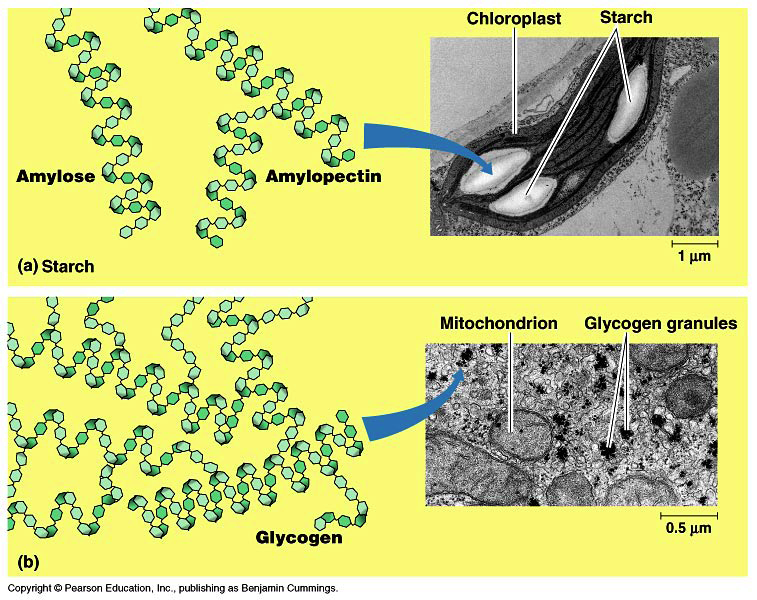 Chloroplast
Starch
Amylose
Amylopectin
1 µm
(a) Starch
Mitochondrion
Glycogen granules
Glycogen
0.5 µm
(b)
Copyright © Pearson Education, Inc., publishing as Benjamin Cummings.